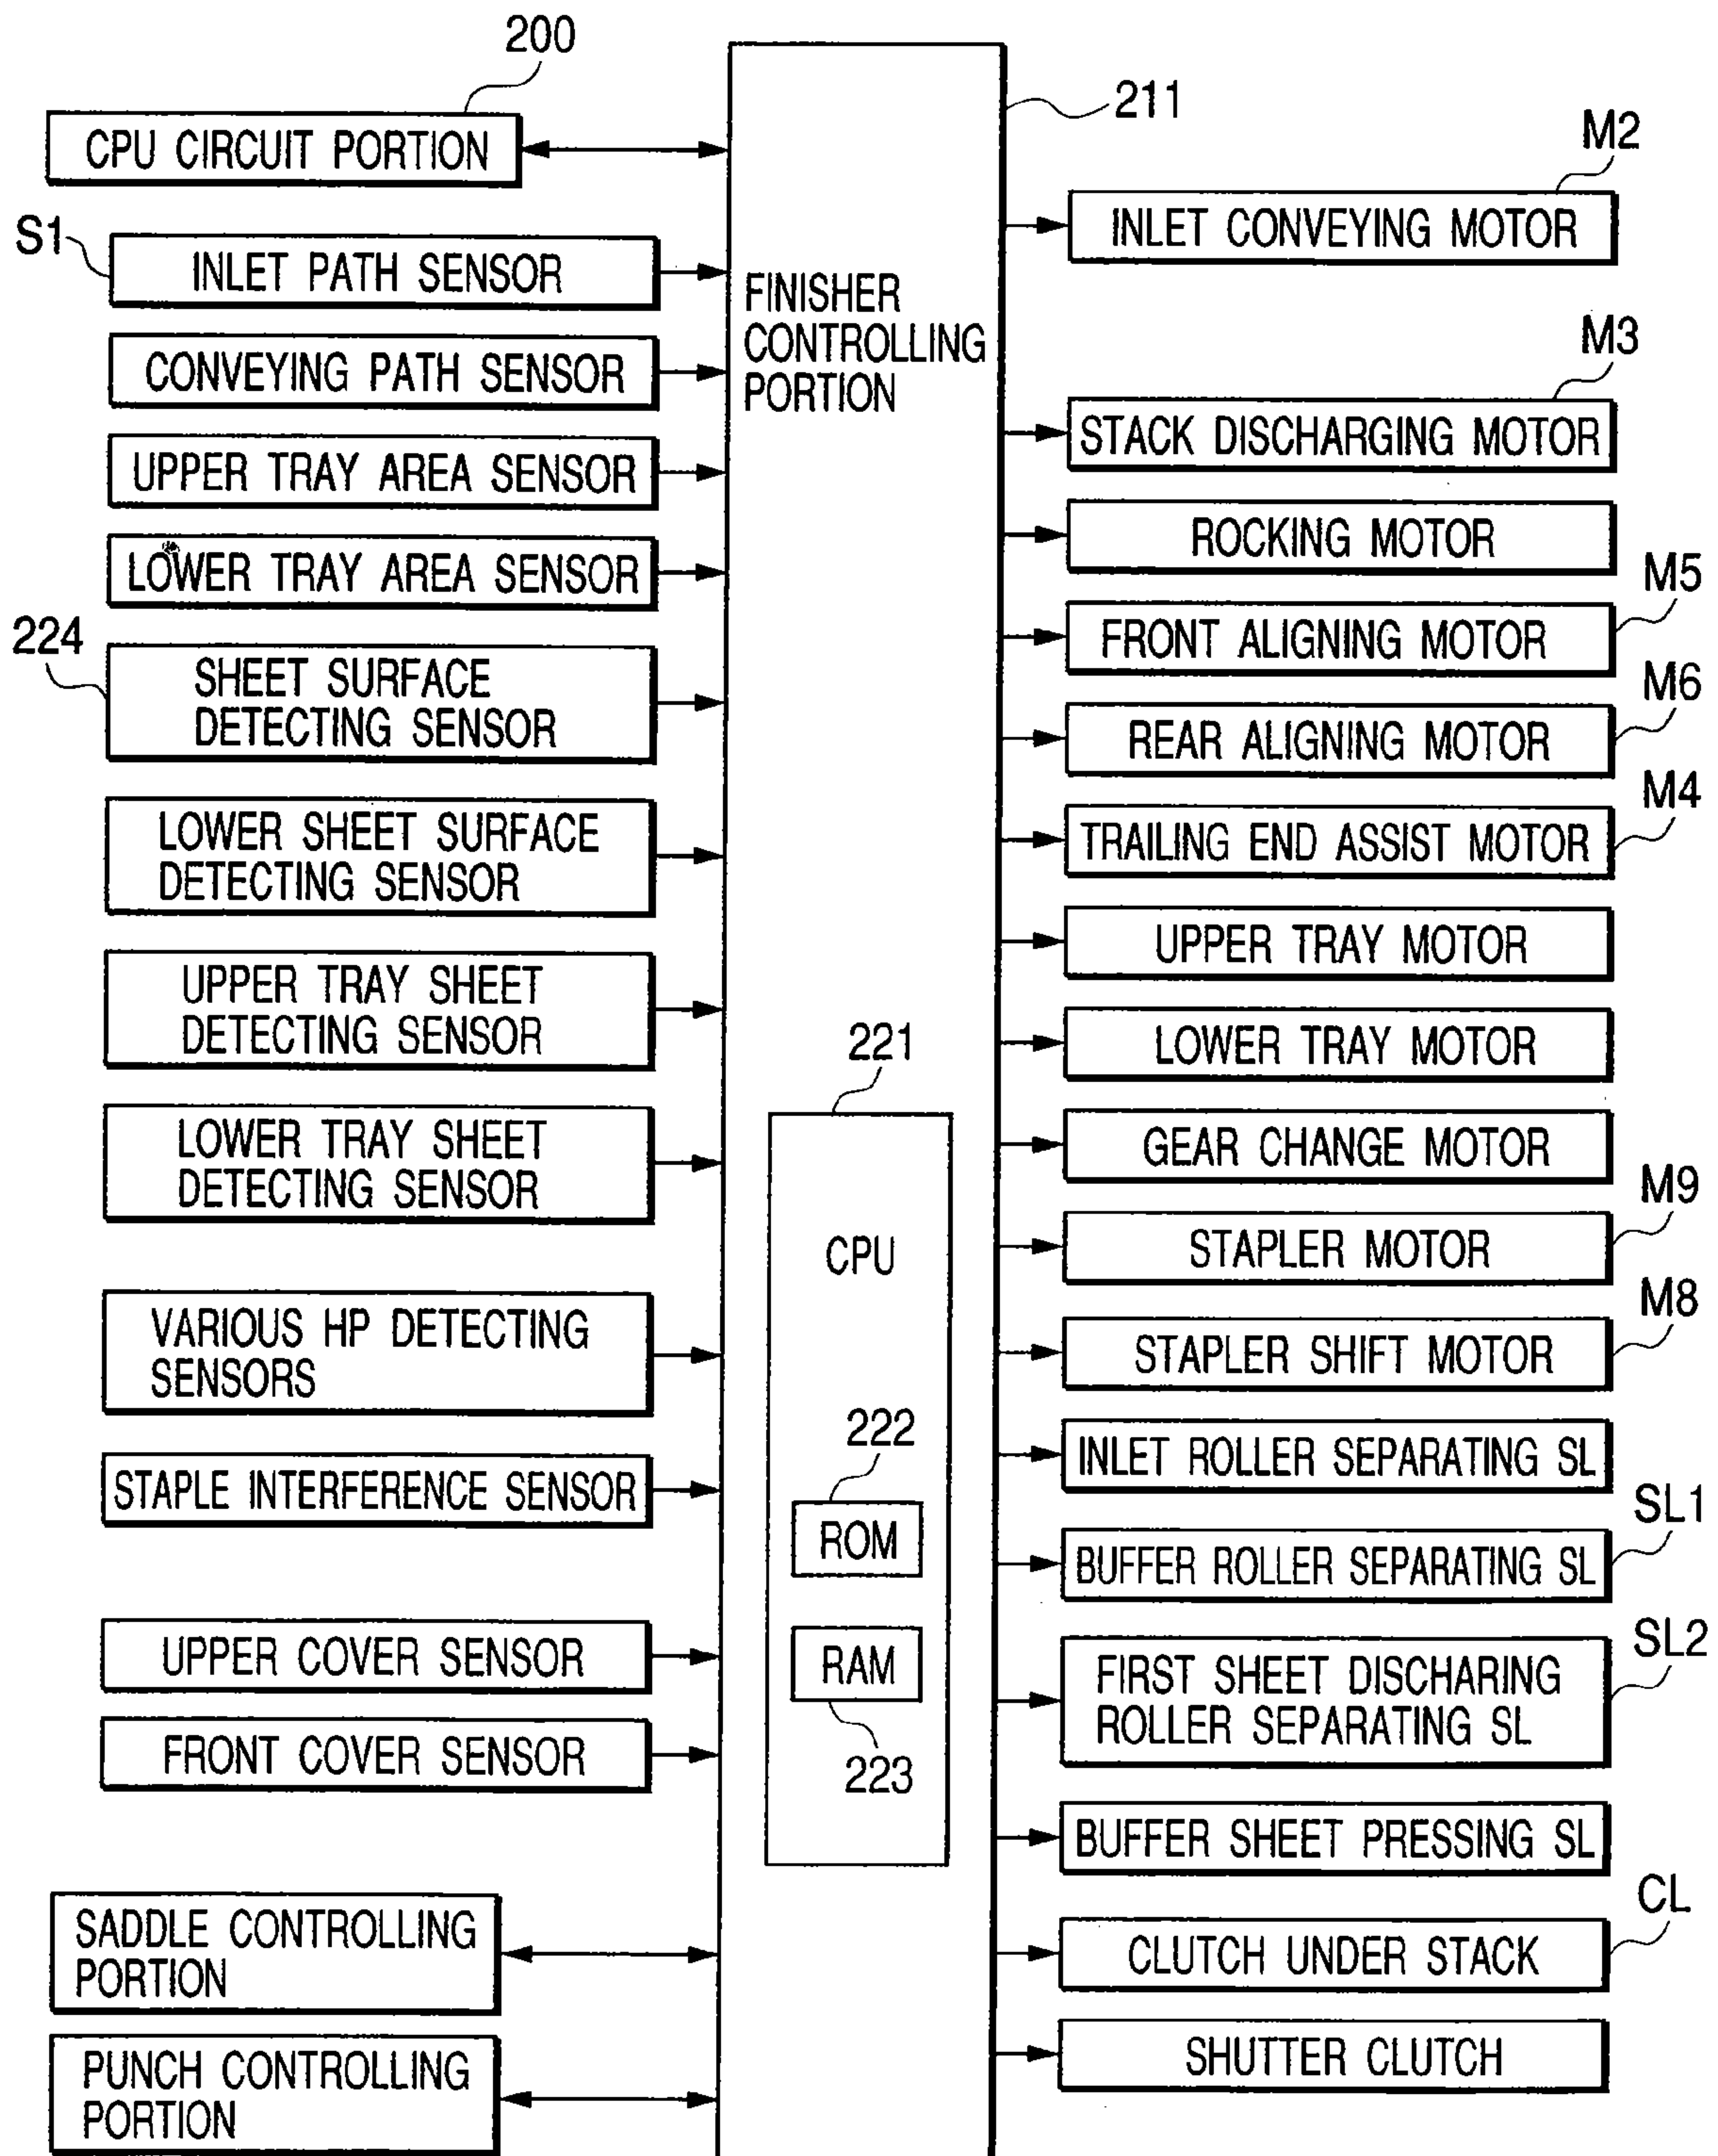 200
CPU CIRCUIT PORTION
S1
INLET PATH SENSOR
CONVEYING PATH SENSOR
UPPER TRAY AREA SENSOR
LOWER TRAY AREA SENSOR
224
SHEET SURFACE
DETECTING SENSOR
LOWER SHEET SURFACE
DETECTING SENSOR
UPPER TRAY SHEET
DETECTING SENSOR
LOWER TRAY SHEET
DETECTING SENSOR
VARIOUS HP DETECTING
SENSORS
STAPLE INTERFERENCE SENSOR
UPPER COVER SENSOR
FRONT COVER SENSOR
SADDLE CONTROLLING
PORTION
PUNCH CONTROLLING
PORTION
211
FINISHER
CONTROLLING
PORTION
221
CPU
222
ROM
RAM
223
M2
INLET CONVEYING MOTOR
M3
STACK DISCHARGING MOTOR
ROCKING MOTOR
M5
FRONT ALIGNING MOTOR
M6
REAR ALIGNING MOTOR
M4
TRAILING END ASSIST MOTOR
UPPER TRAY MOTOR
LOWER TRAY MOTOR
GEAR CHANGE MOTOR
M9
STAPLER MOTOR
M8
STAPLER SHIFT MOTOR
INLET ROLLER SEPARATING SL
SL1
BUFFER ROLLER SEPARATING SL
SL2
FIRST SHEET DISCHARING
ROLLER SEPARATING SL
BUFFER SHEET PRESSING SL
CL
CLUTCH UNDER STACK
SHUTTER CLUTCH